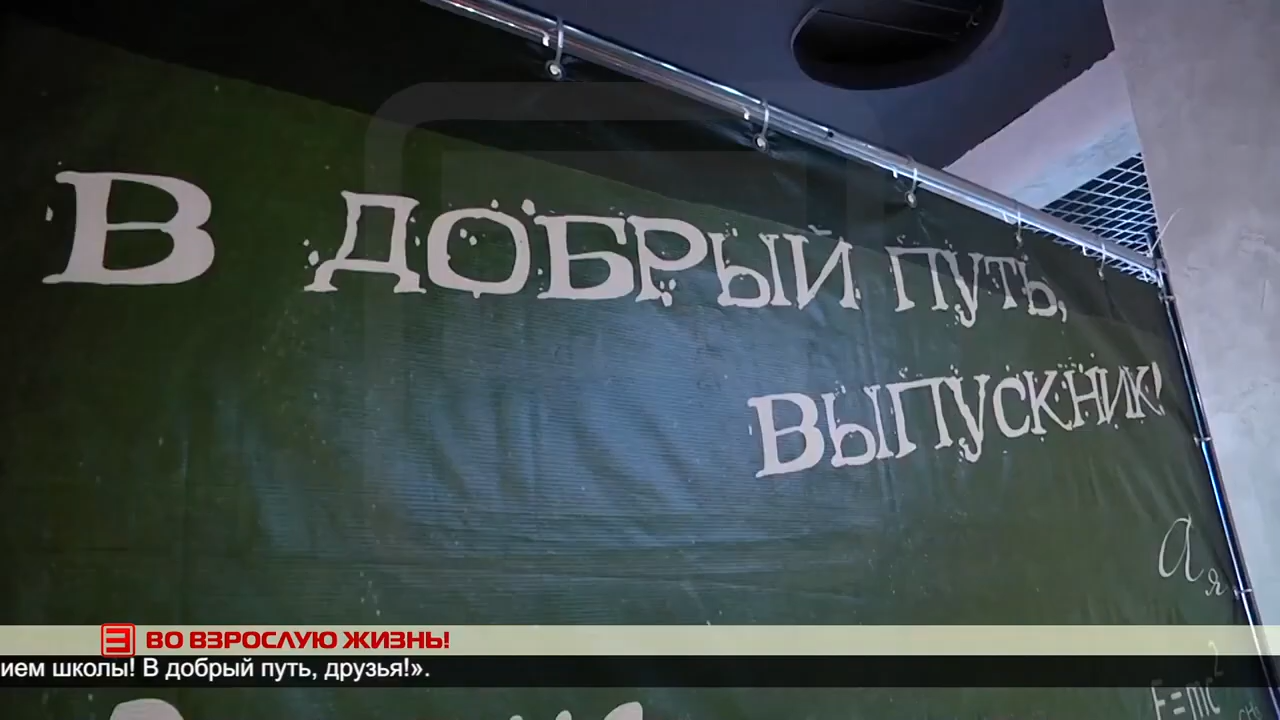 В ДОБРЫЙ ПУТЬ,
ВЫПУСКНИК!
а
я
ВО ВЗРОСЛУЮ ЖИЗНЬ!
ием школы! В добрый путь, друзья!».
E=mc²